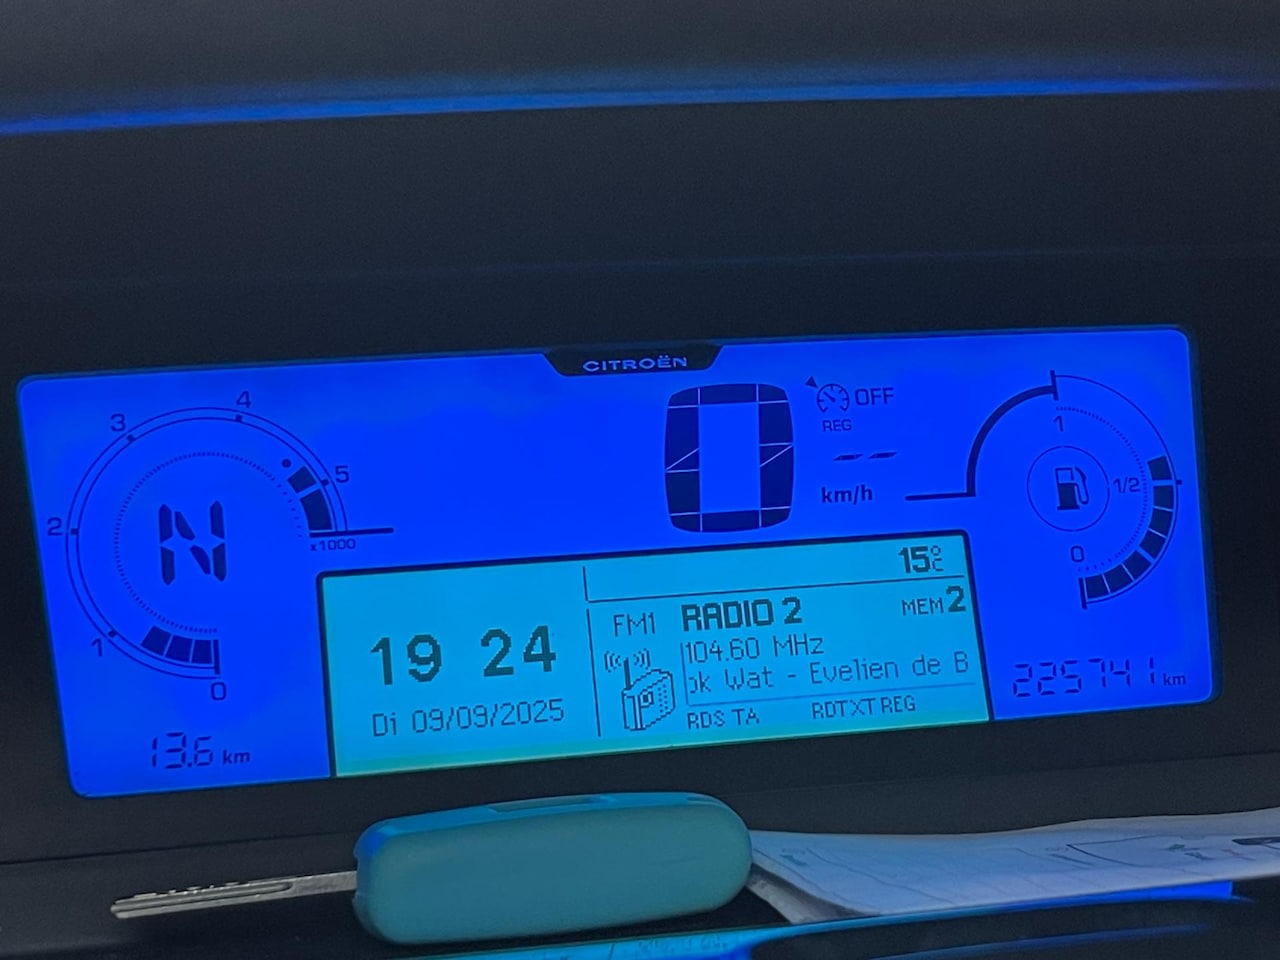 CITROËN
4
3
5
2
x1000
1
0
N
13.6 km
0
OFF
REG
-- --
km/h
1
1/2
0
15°C
19 24
Di 09/09/2025
FM1 RADIO 2 MEM 2
104.60 MHz
ok Wat - Evelien de B
RDS TA RDTXT REG
225741 km